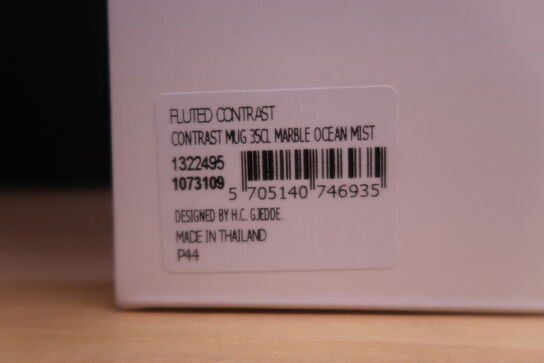 FLUTED CONTRAST
CONTRAST MUG 35CL MARBLE OCEAN MIST
1322495
1073109
5 705140 746935
DESIGNED BY H.C. GJEDDE.
MADE IN THAILAND
P44